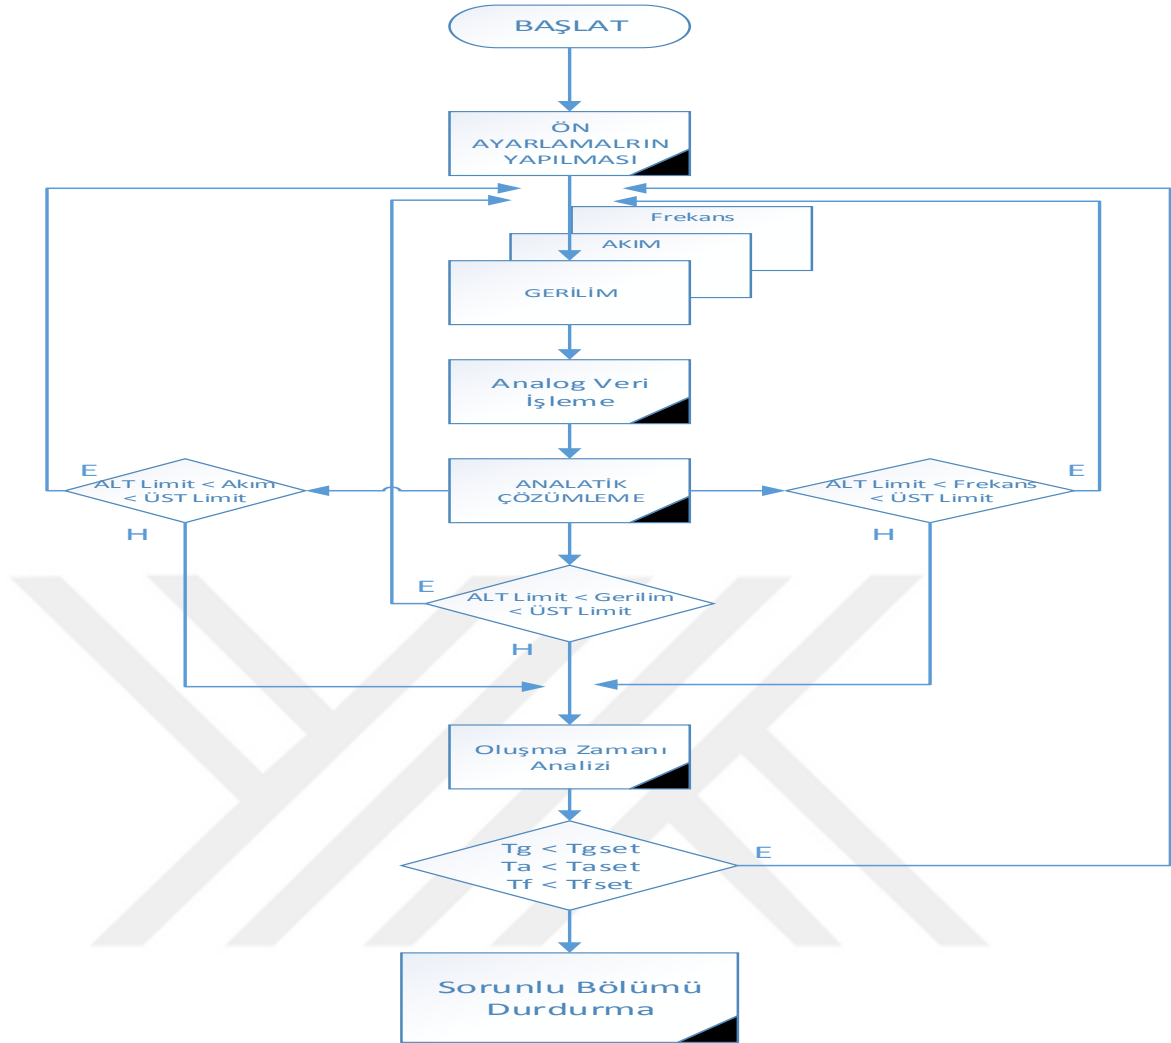 BAŞLAT
ÖN
AYARLAMALRIN
YAPILMASI
Frekans
AKIM
GERİLİM
Analog Veri
İşleme
E
ALT Limit < Akım
< ÜST Limit
H
ANALATİK
ÇÖZÜMLEME
E
ALT Limit < Frekans
< ÜST Limit
H
E
ALT Limit < Gerilim
< ÜST Limit
H
Oluşma Zamanı
Analizi
Tg < Tgset
Ta < Taset
Tf < Tfset
E
Sorunlu Bölümü
Durdurma